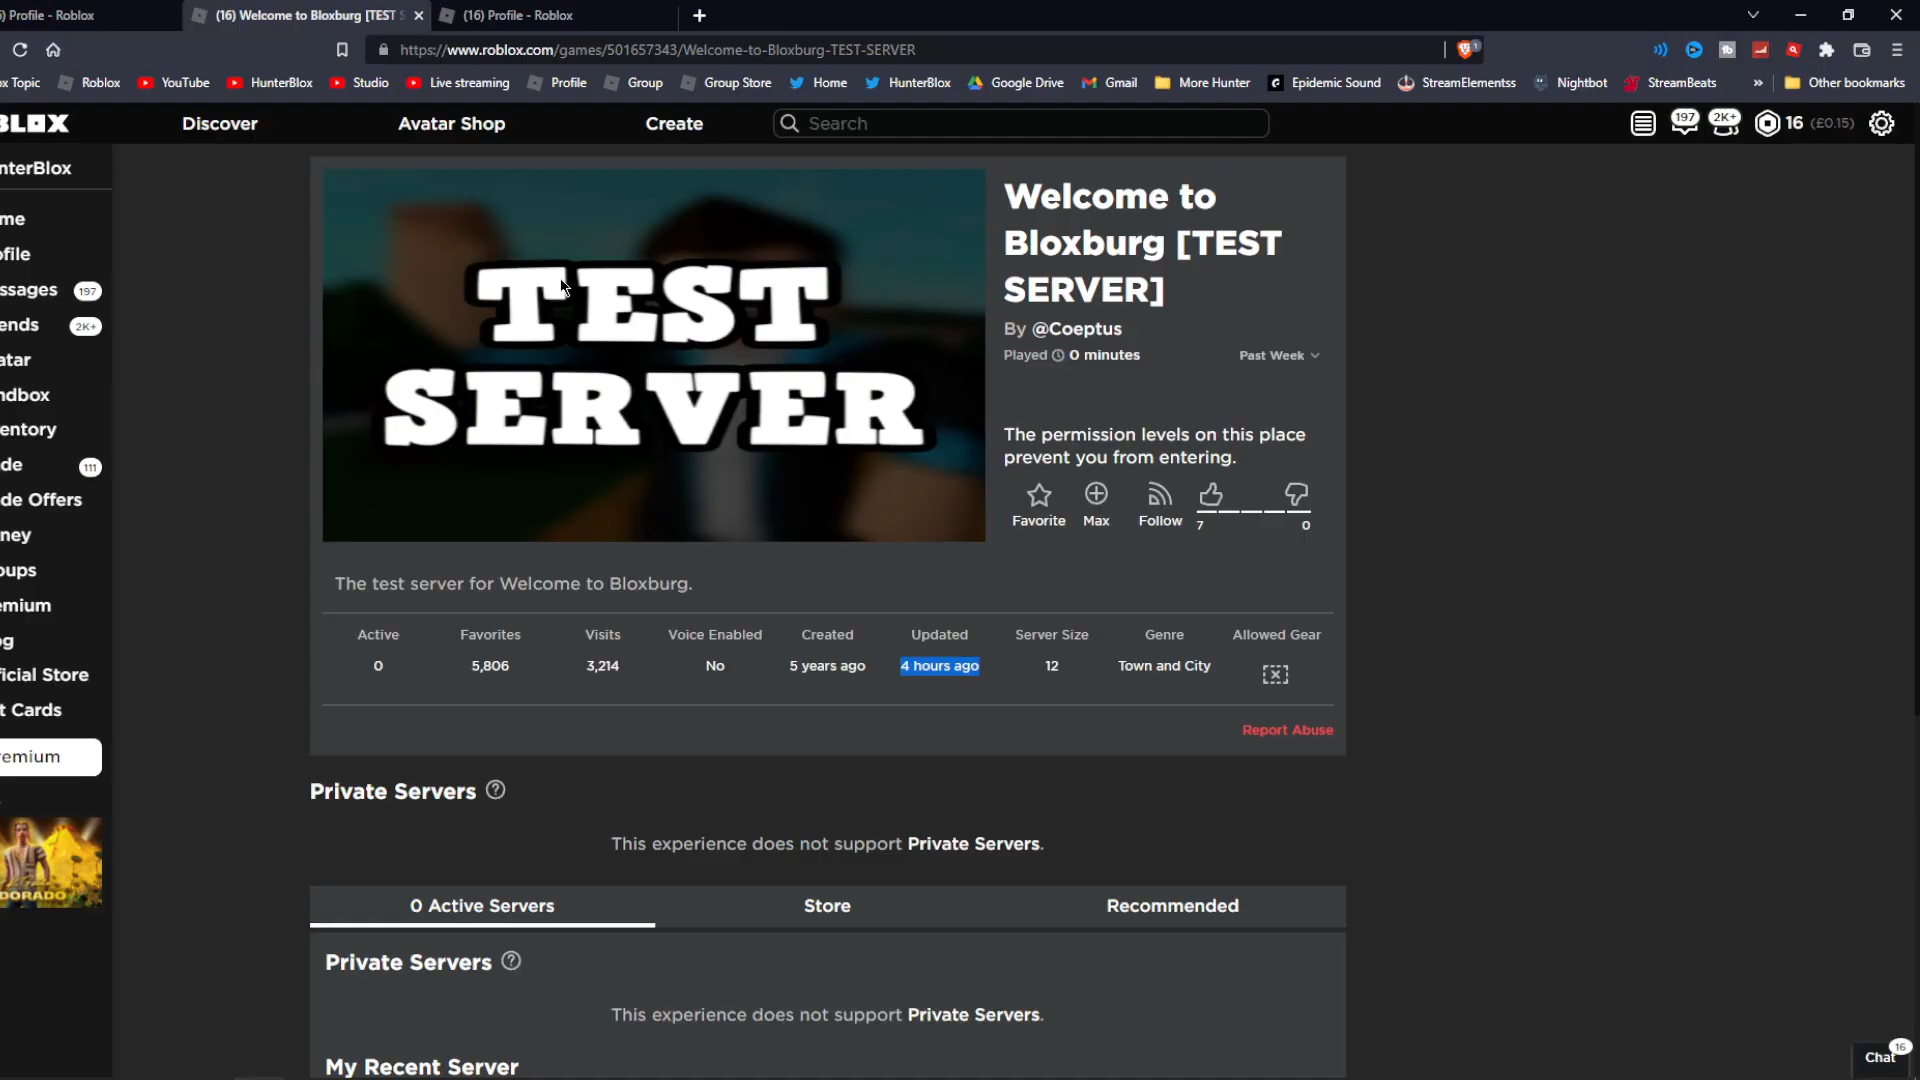 ) Profile - Roblox
(16) Welcome to Bloxburg [TEST S
(16) Profile - Roblox
https://www.roblox.com/games/501657343/Welcome-to-Bloxburg-TEST-SERVER
1
ox Topic
Roblox
YouTube
HunterBlox
Studio
Live streaming
Profile
Group
Group Store
Home
HunterBlox
Google Drive
Gmail
More Hunter
Epidemic Sound
StreamElementss
Nightbot
StreamBeats
»
Other bookmarks
BLOX
Discover
Avatar Shop
Create
Search
197
2K+
16 (£0.15)
nterBlox
me
ofile
ssages 197
ends 2K+
atar
ndbox
entory
de 111
de Offers
ney
oups
emium
og
ficial Store
t Cards
remium
DORADO
TEST
SERVER
Welcome to
Bloxburg [TEST
SERVER]
By @Coeptus
Played 0 minutes
Past Week
The permission levels on this place
prevent you from entering.
Favorite
Max
Follow
7
0
The test server for Welcome to Bloxburg.
Active Favorites Visits Voice Enabled Created Updated Server Size Genre Allowed Gear
0 5,806 3,214 No 5 years ago 4 hours ago 12 Town and City
Report Abuse
Private Servers
This experience does not support Private Servers.
0 Active Servers
Store
Recommended
Private Servers
This experience does not support Private Servers.
My Recent Server
Chat 16